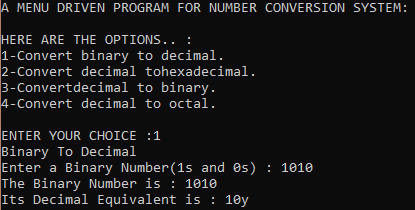 A MENU DRIVEN PROGRAM FOR NUMBER CONVERSION SYSTEM:
HERE ARE THE OPTIONS.. :
1-Convert binary to decimal.
2-Convert decimal tohexadecimal.
3-Convertdecimal to binary.
4-Convert decimal to octal.
ENTER YOUR CHOICE :1
Binary To Decimal
Enter a Binary Number(1s and 0s) : 1010
The Binary Number is : 1010
Its Decimal Equivalent is : 10y